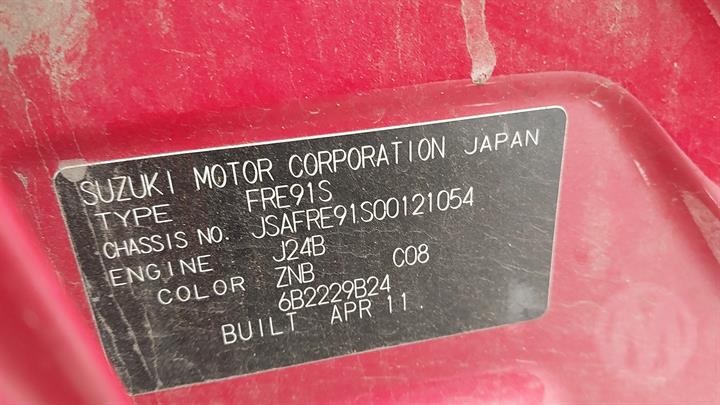 SUZUKI MOTOR CORPORATION JAPAN
TYPE FRE91S
CHASSIS NO. JSAFRE91S00121054
ENGINE J24B
COLOR ZNB C08
6B2229B24
BUILT APR 11.